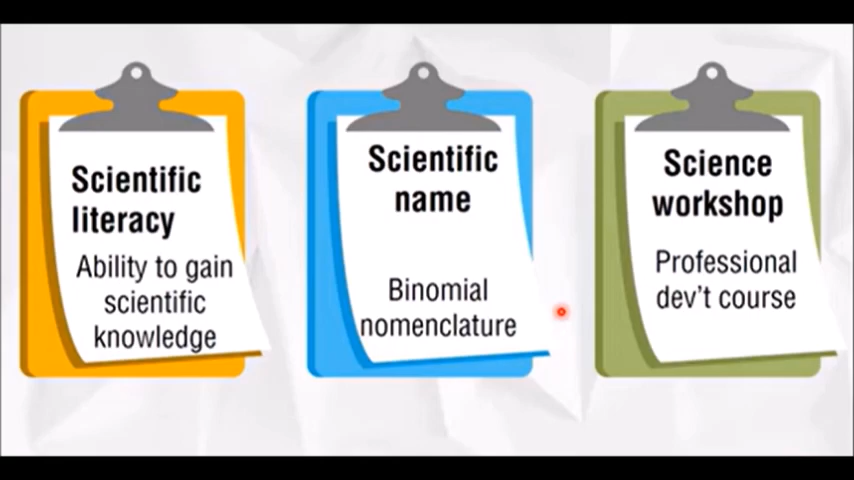 Scientific
literacy
Ability to gain
scientific
knowledge
Scientific
name
Binomial
nomenclature
Science
workshop
Professional
dev't course